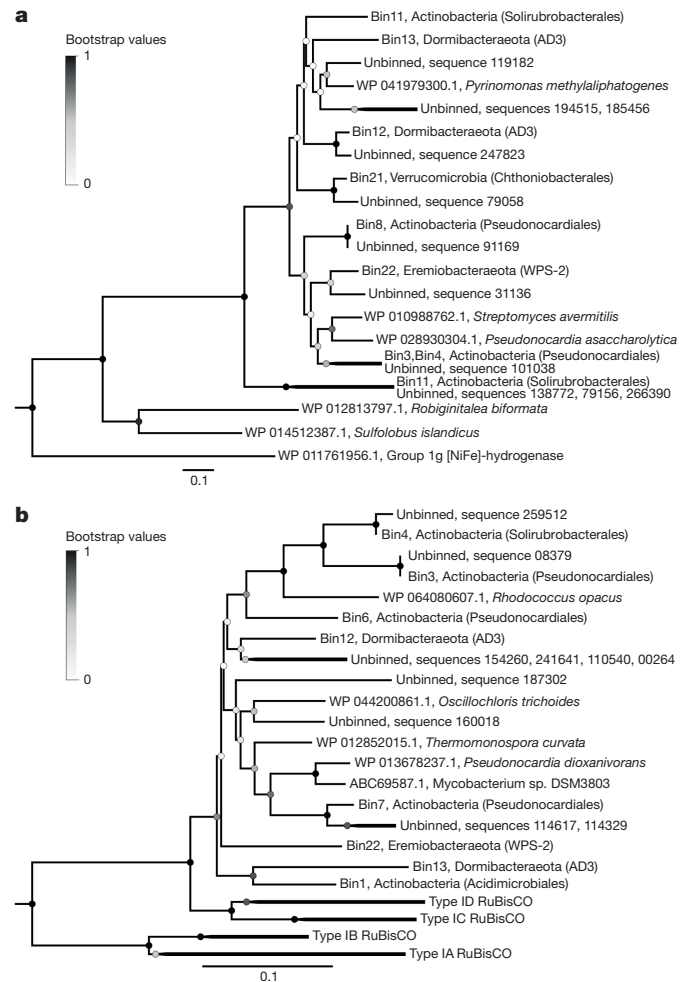 a
Bootstrap values
1
0
Bin11, Actinobacteria (Solirubrobacterales)
Bin13, Dormibacteraeota (AD3)
Unbinned, sequence 119182
WP 041979300.1, Pyrinomonas methylaliphatogenes
Unbinned, sequences 194515, 185456
Bin12, Dormibacteraeota (AD3)
Unbinned, sequence 247823
Bin21, Verrucomicrobia (Chthoniobacterales)
Unbinned, sequence 79058
Bin8, Actinobacteria (Pseudonocardiales)
Unbinned, sequence 91169
Bin22, Eremiobacteraeota (WPS-2)
Unbinned, sequence 31136
WP 010988762.1, Streptomyces avermitilis
WP 028930304.1, Pseudonocardia asaccharolytica
Bin3,Bin4, Actinobacteria (Pseudonocardiales)
Unbinned, sequence 101038
Bin11, Actinobacteria (Solirubrobacterales)
Unbinned, sequences 138772, 79156, 266390
WP 012813797.1, Robiginitalea biformata
WP 014512387.1, Sulfolobus islandicus
WP 011761956.1, Group 1g [NiFe]-hydrogenase
0.1
b
Bootstrap values
1
0
Unbinned, sequence 259512
Bin4, Actinobacteria (Solirubrobacterales)
Unbinned, sequence 08379
Bin3, Actinobacteria (Pseudonocardiales)
WP 064080607.1, Rhodococcus opacus
Bin6, Actinobacteria (Pseudonocardiales)
Bin12, Dormibacteraeota (AD3)
Unbinned, sequences 154260, 241641, 110540, 00264
Unbinned, sequence 187302
WP 044200861.1, Oscillochloris trichoides
Unbinned, sequence 160018
WP 012852015.1, Thermomonospora curvata
WP 013678237.1, Pseudonocardia dioxanivorans
ABC69587.1, Mycobacterium sp. DSM3803
Bin7, Actinobacteria (Pseudonocardiales)
Unbinned, sequences 114617, 114329
Bin22, Eremiobacteraeota (WPS-2)
Bin13, Dormibacteraeota (AD3)
Bin1, Actinobacteria (Acidimicrobiales)
Type ID RuBisCO
Type IC RuBisCO
Type IB RuBisCO
Type IA RuBisCO
0.1